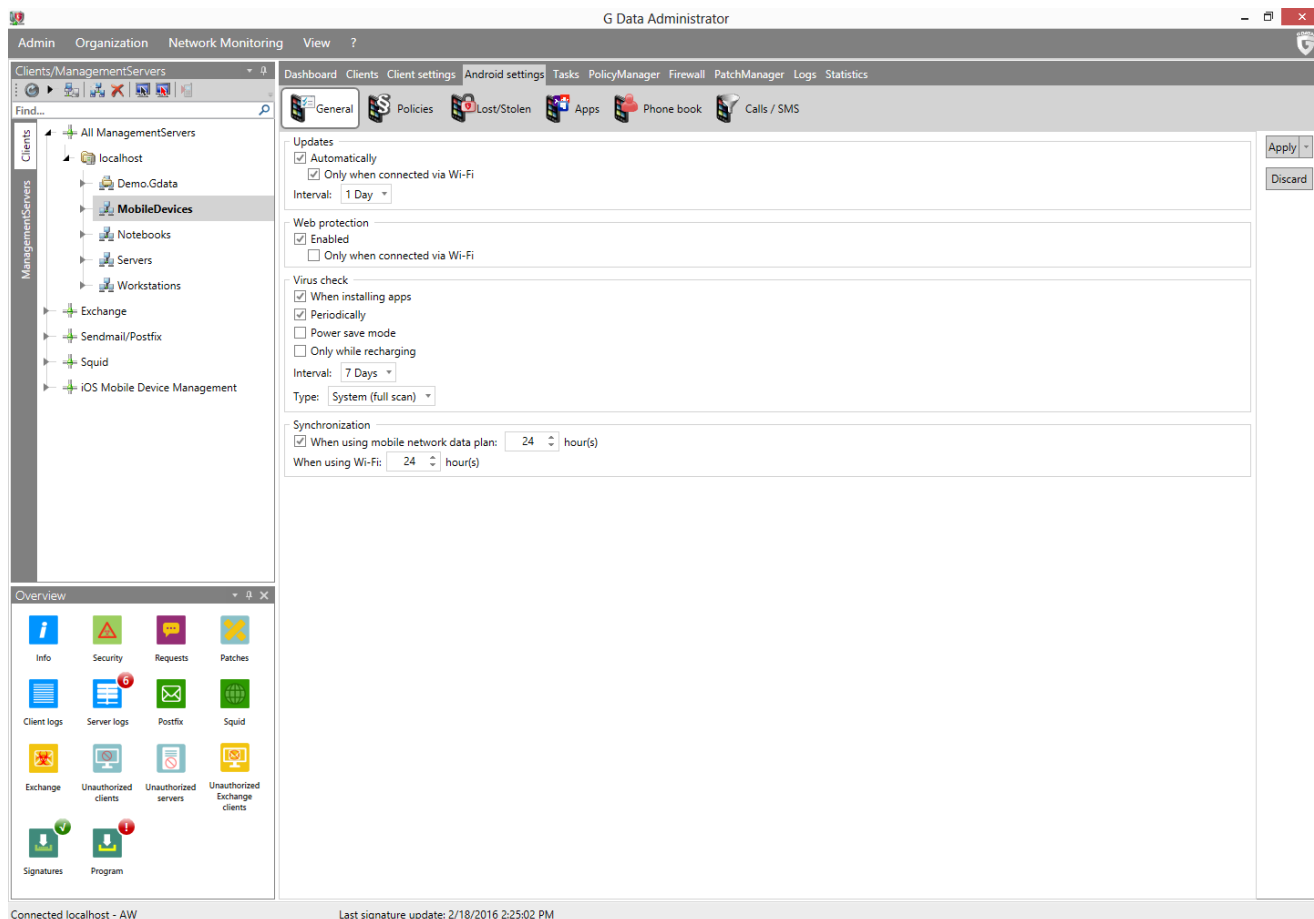 G Data Administrator
Admin Organization Network Monitoring View ?
Clients/ManagementServers
Find...
Clients
ManagementServers
All ManagementServers
localhost
Demo.Gdata
MobileDevices
Notebooks
Servers
Workstations
Exchange
Sendmail/Postfix
Squid
iOS Mobile Device Management
Dashboard Clients Client settings Android settings Tasks PolicyManager Firewall PatchManager Logs Statistics
General Policies Lost/Stolen Apps Phone book Calls / SMS
Updates
Automatically
Only when connected via Wi-Fi
Interval: 1 Day
Web protection
Enabled
Only when connected via Wi-Fi
Virus check
When installing apps
Periodically
Power save mode
Only while recharging
Interval: 7 Days
Type: System (full scan)
Synchronization
When using mobile network data plan: 24 hour(s)
When using Wi-Fi: 24 hour(s)
Apply
Discard
Overview
Info Security Requests Patches
6
Client logs Server logs Postfix Squid
Exchange Unauthorized clients Unauthorized servers Unauthorized Exchange clients
Signatures Program
Connected localhost - AW Last signature update: 2/18/2016 2:25:02 PM